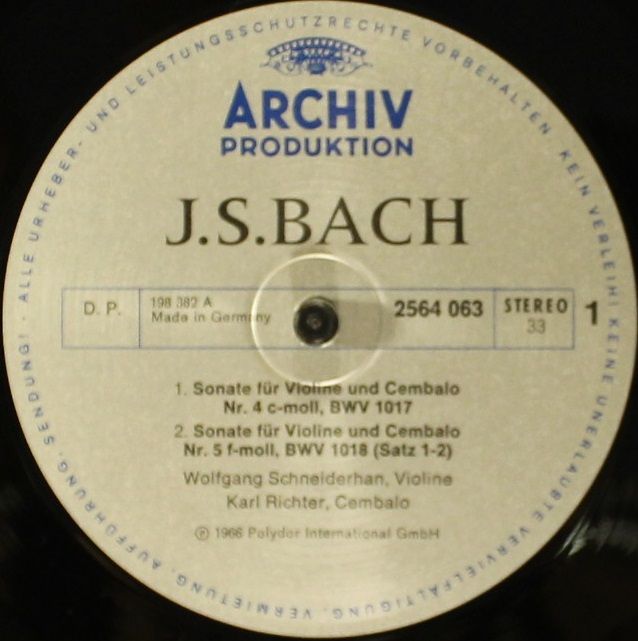 ALLE URHEBER- UND LEISTUNGSSCHUTZRECHTE VORBEHALTEN. KEIN VERLEIH! KEINE UNERLAUBTE VERVIELFÄLTIGUNG, VERMIETUNG, AUFFÜHRUNG, SENDUNG! -
ARCHIV
PRODUKTION
J.S.BACH
D. P.
198 382 A
Made in Germany
2564 063
STEREO
33
1
1. Sonate für Violine und Cembalo
Nr. 4 c-moll, BWV 1017
2. Sonate für Violine und Cembalo
Nr. 5 f-moll, BWV 1018 (Satz 1-2)
Wolfgang Schneiderhan, Violine
Karl Richter, Cembalo
℗ 1966 Polydor International GmbH